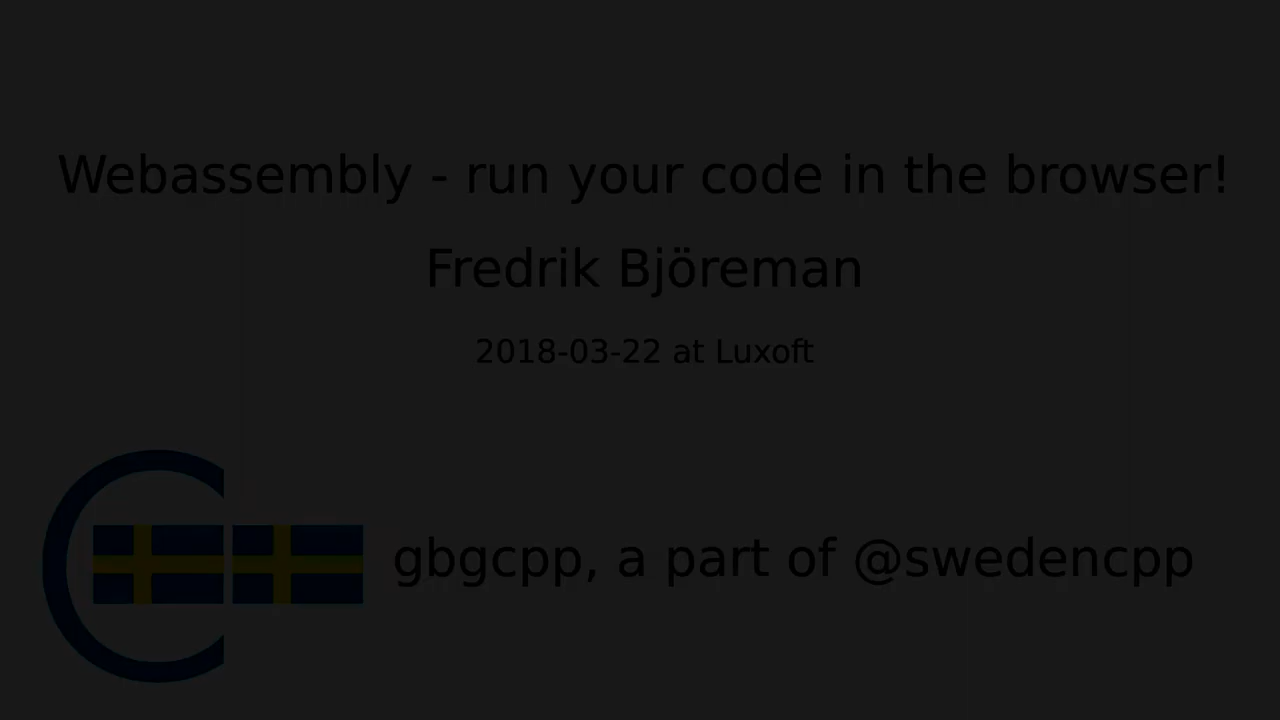 Webassembly - run your code in the browser!
Fredrik Björeman
2018-03-22 at Luxoft
gbgcpp, a part of @swedencpp